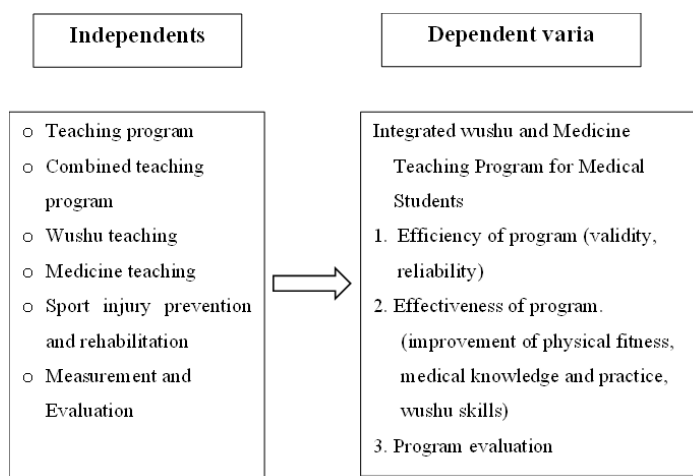 Independents
Dependent varia
○ Teaching program
○ Combined teaching
program
○ Wushu teaching
○ Medicine teaching
○ Sport injury prevention
and rehabilitation
○ Measurement and
Evaluation
Integrated wushu and Medicine
Teaching Program for Medical
Students
1. Efficiency of program (validity,
reliability)
2. Effectiveness of program.
(improvement of physical fitness,
medical knowledge and practice,
wushu skills)
3. Program evaluation